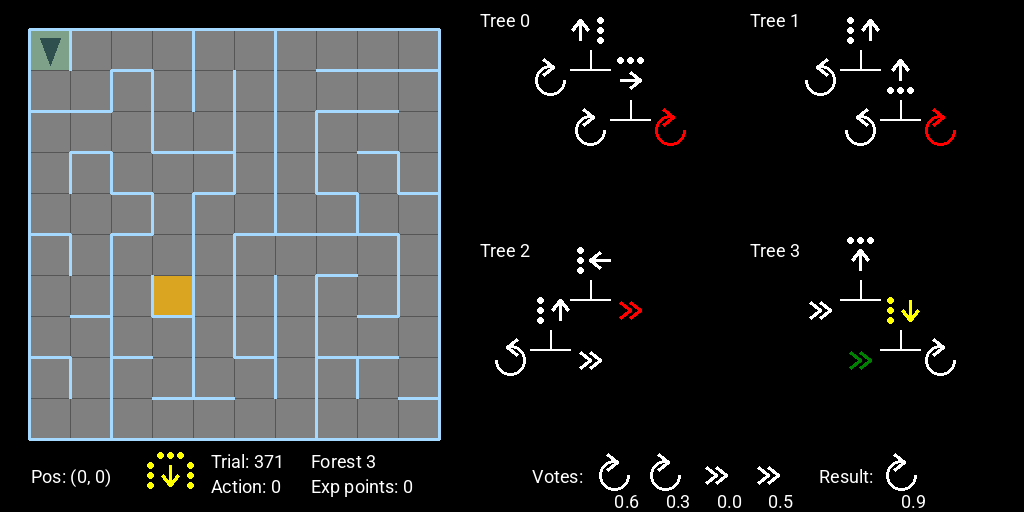 Tree 0
Tree 1
Tree 2
Tree 3
Pos: (0, 0)
Trial: 371
Forest 3
Action: 0
Exp points: 0
Votes:
0.6
0.3
0.0
0.5
Result:
0.9